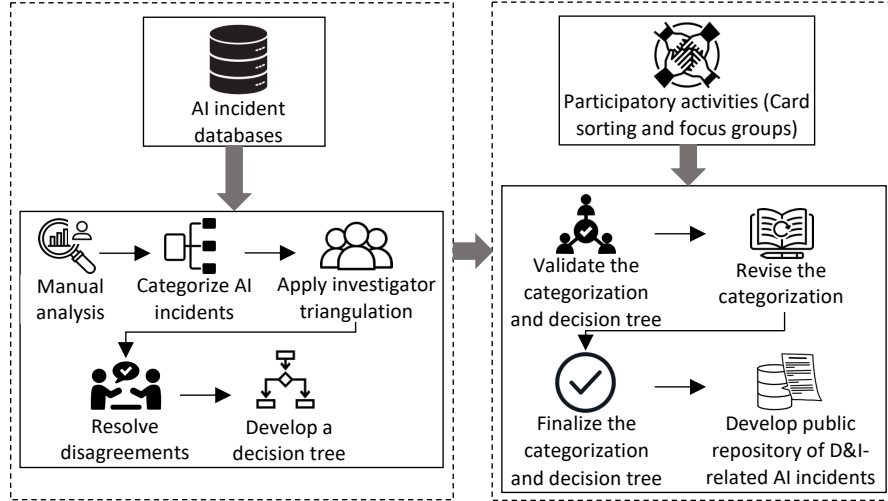 AI incident
databases
Manual
analysis
Categorize AI
incidents
Apply investigator
triangulation
Resolve
disagreements
Develop a
decision tree
Participatory activities (Card
sorting and focus groups)
Validate the
categorization
and decision tree
Revise the
categorization
Finalize the
categorization
and decision tree
Develop public
repository of D&I-
related AI incidents